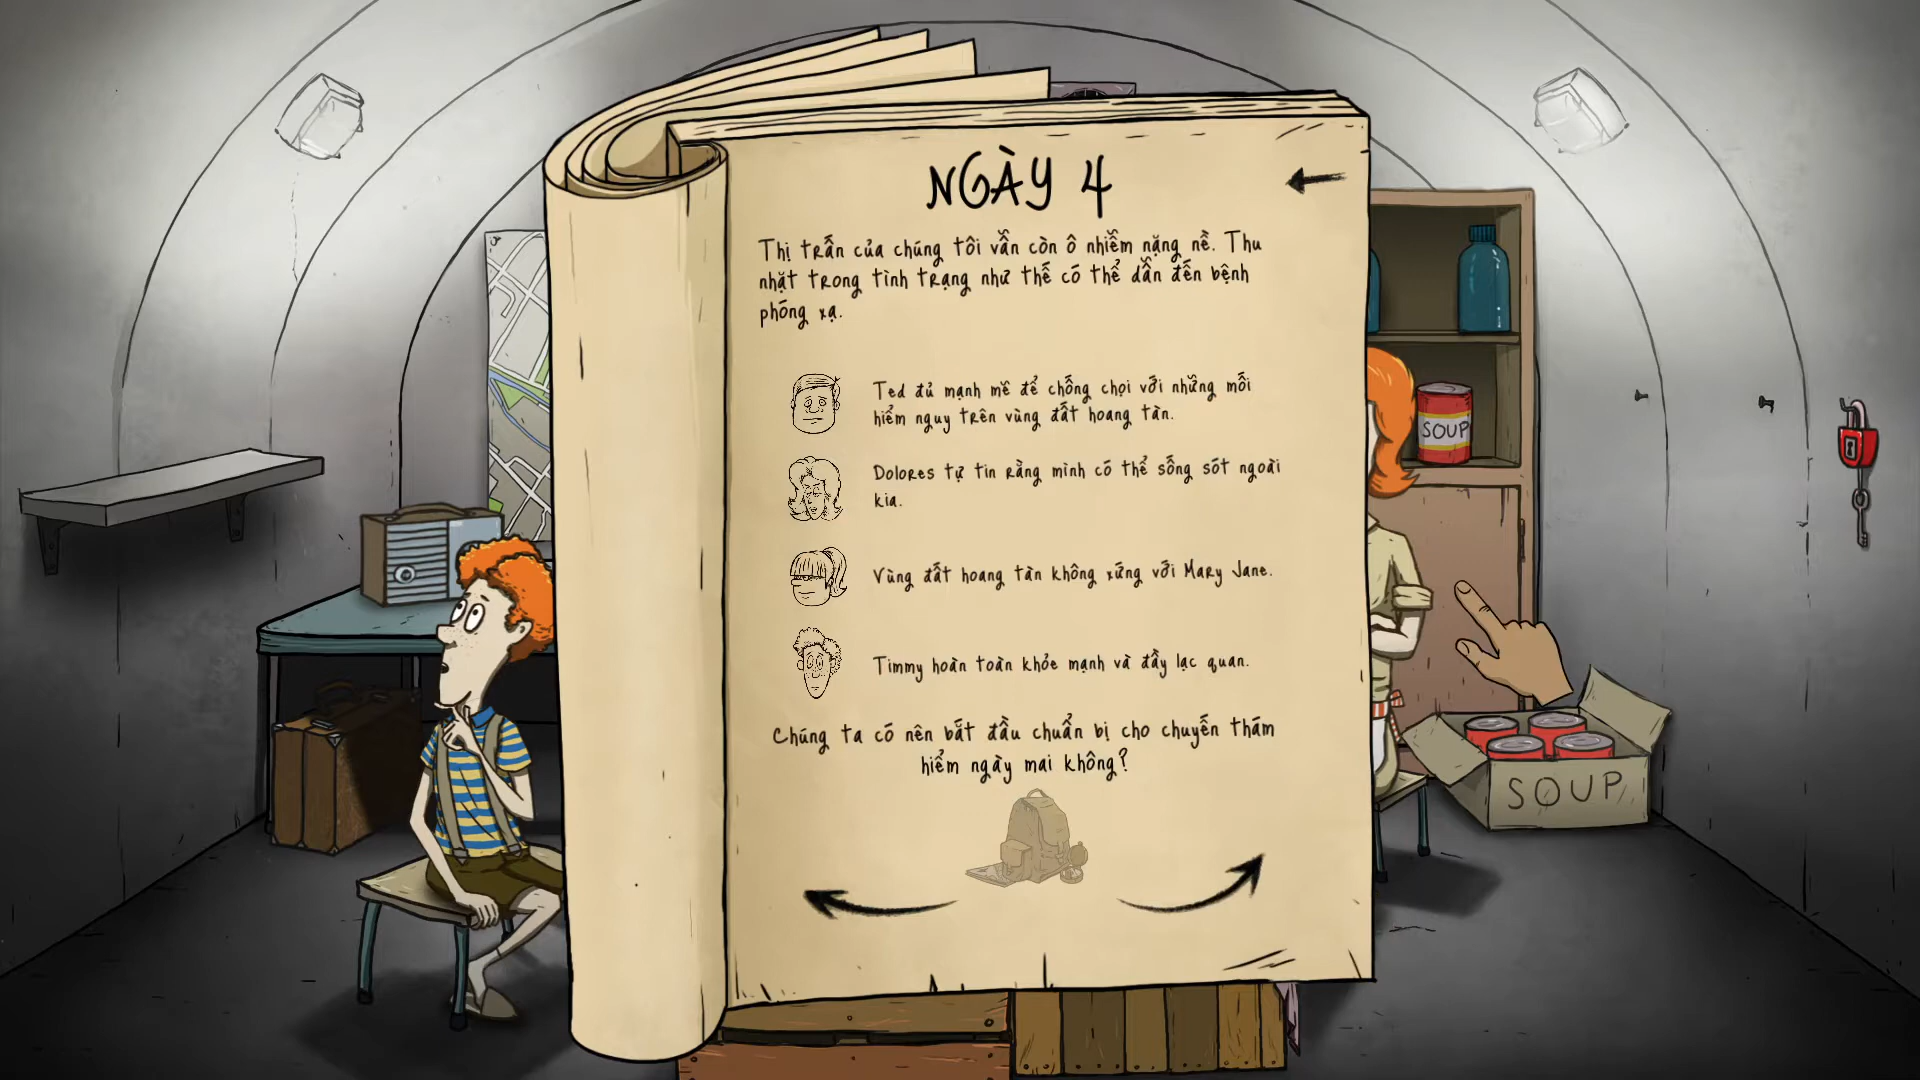 NGÀY 4
Thị trấn của chúng tôi vẫn còn ô nhiễm nặng nề. Thu
nhặt trong tình trạng như thế có thể dẫn đến bệnh
phóng xạ.
Ted đủ mạnh mẽ để chống chọi với những mối
hiểm nguy trên vùng đất hoang tàn.
Dolores tự tin rằng mình có thể sống sót ngoài
kia.
Vùng đất hoang tàn không xứng với Mary Jane.
Timmy hoàn toàn khỏe mạnh và đầy lạc quan.
Chúng ta có nên bắt đầu chuẩn bị cho chuyến thám
hiểm ngày mai không?
SOUP
SOUP